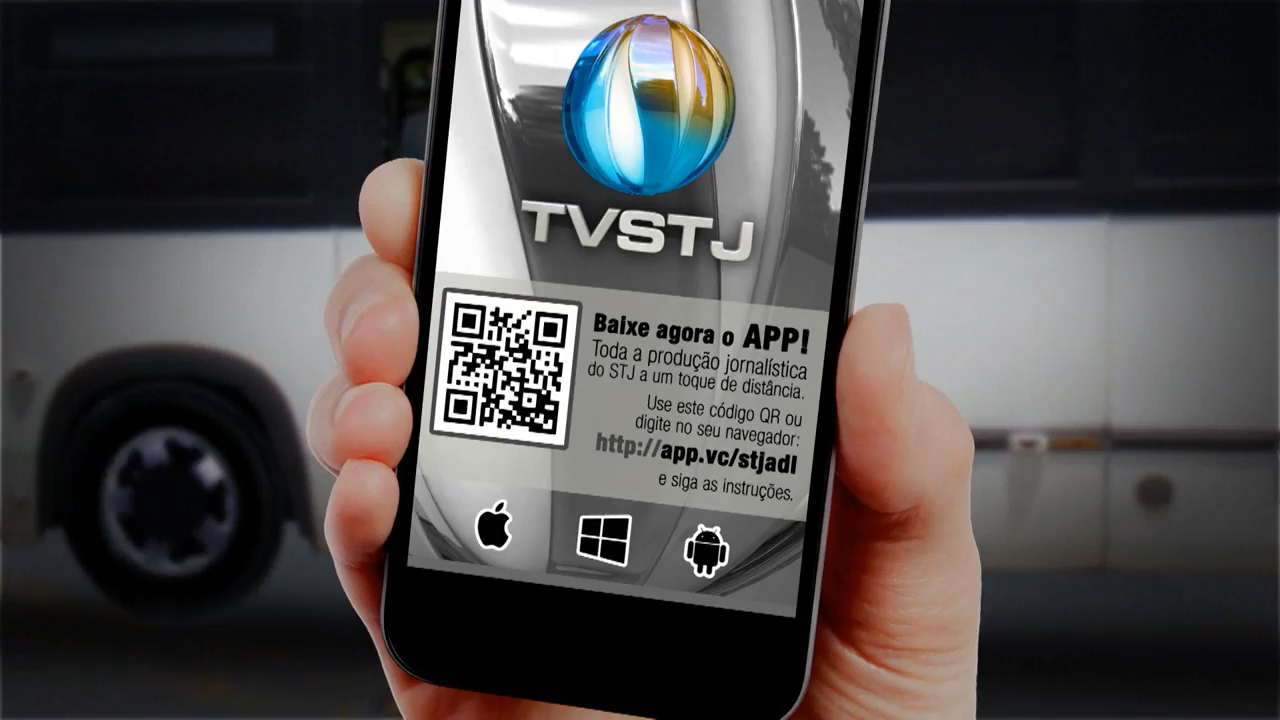 TVSTJ
Baixe agora o APP!
Toda a produção jornalística
do STJ a um toque de distância.
Use este código QR ou
digite no seu navegador:
http://app.vc/stjadl
e siga as instruções.